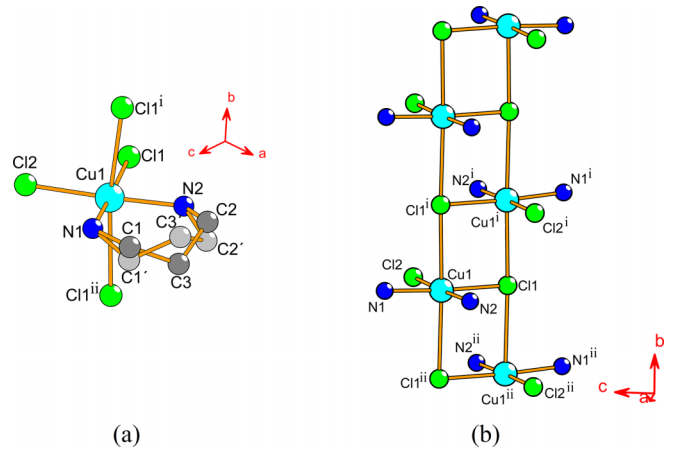 b
c
a
Cl1ⁱ
Cl1
Cl2
Cu1
N2
C3´
C2
N1
C1
C2´
C1´
C3
Cl1ⁱⁱ
(a)
N2ⁱ
N1ⁱ
Cl1ⁱ
Cu1ⁱ
Cl2ⁱ
Cl2
Cu1
Cl1
N1
N2
N2ⁱⁱ
N1ⁱⁱ
Cl1ⁱⁱ
Cu1ⁱⁱ
Cl2ⁱⁱ
b
c
a
(b)